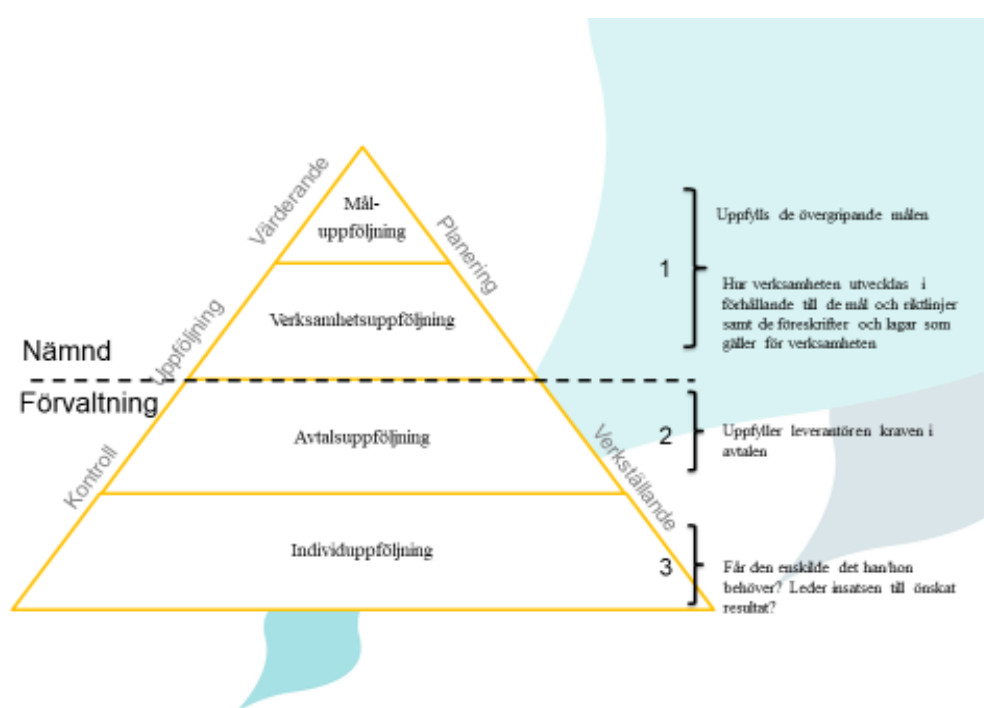 Värderande
Mål-
uppföljning
Planering
Uppföljning
Verksamhetsuppföljning
1
Uppfylls de övergripande målen
Hur verksamheten utvecklas i
förhållande till de mål och riktlinjer
samt de föreskrifter och lagar som
gäller för verksamheten
Nämnd
Förvaltning
Kontroll
Avtalsuppföljning
Verkställande
2
Uppfyller leverantören kraven i
avtalen
Individuppföljning
3
Får den enskilde det han/hon
behöver? Leder insatsen till önskat
resultat?